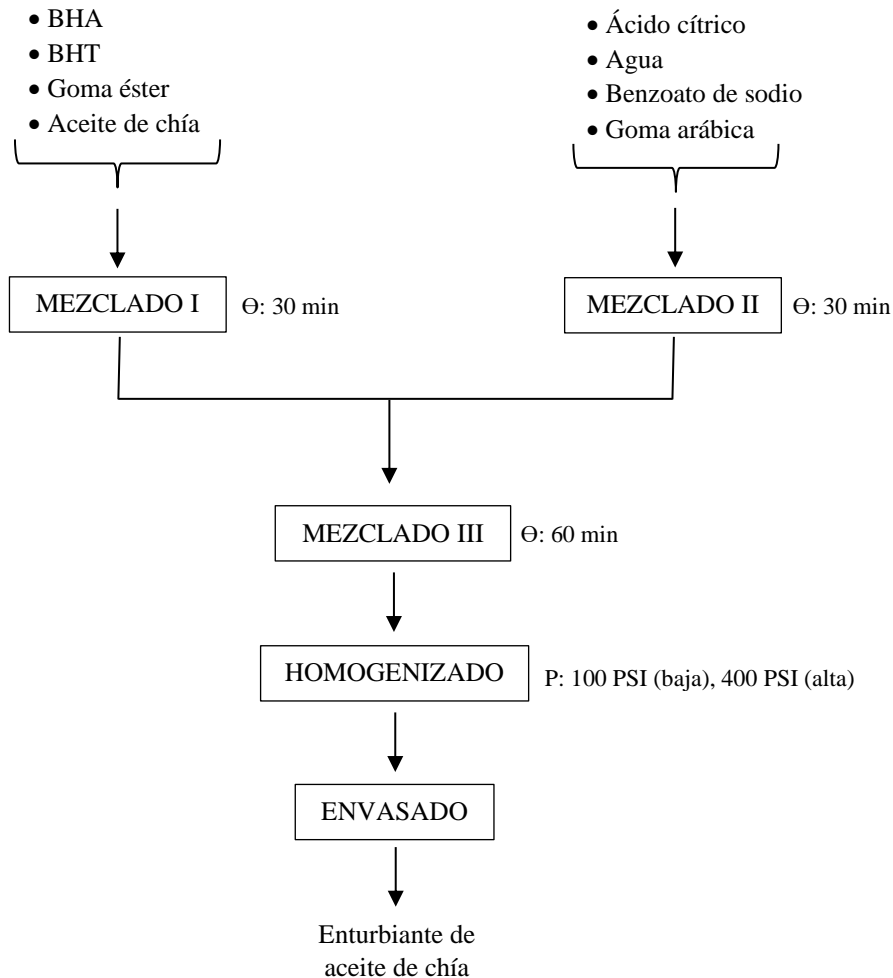 • BHA
• BHT
• Goma éster
• Aceite de chía
• Ácido cítrico
• Agua
• Benzoato de sodio
• Goma arábica
MEZCLADO I
Ɵ: 30 min
MEZCLADO II
Ɵ: 30 min
MEZCLADO III
Ɵ: 60 min
HOMOGENIZADO
P: 100 PSI (baja), 400 PSI (alta)
ENVASADO
Enturbiante de
aceite de chía